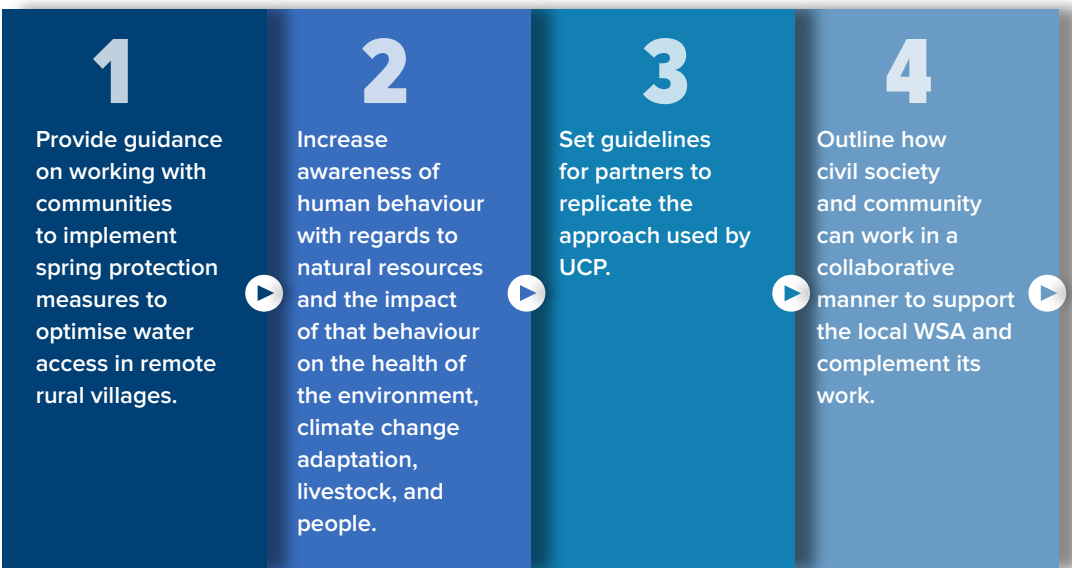 1
Provide guidance
on working with
communities
to implement
spring protection
measures to
optimise water
access in remote
rural villages.
2
Increase
awareness of
human behaviour
with regards to
natural resources
and the impact
of that behaviour
on the health of
the environment,
climate change
adaptation,
livestock, and
people.
3
Set guidelines
for partners to
replicate the
approach used by
UCP.
4
Outline how
civil society
and community
can work in a
collaborative
manner to support
the local WSA and
complement its
work.